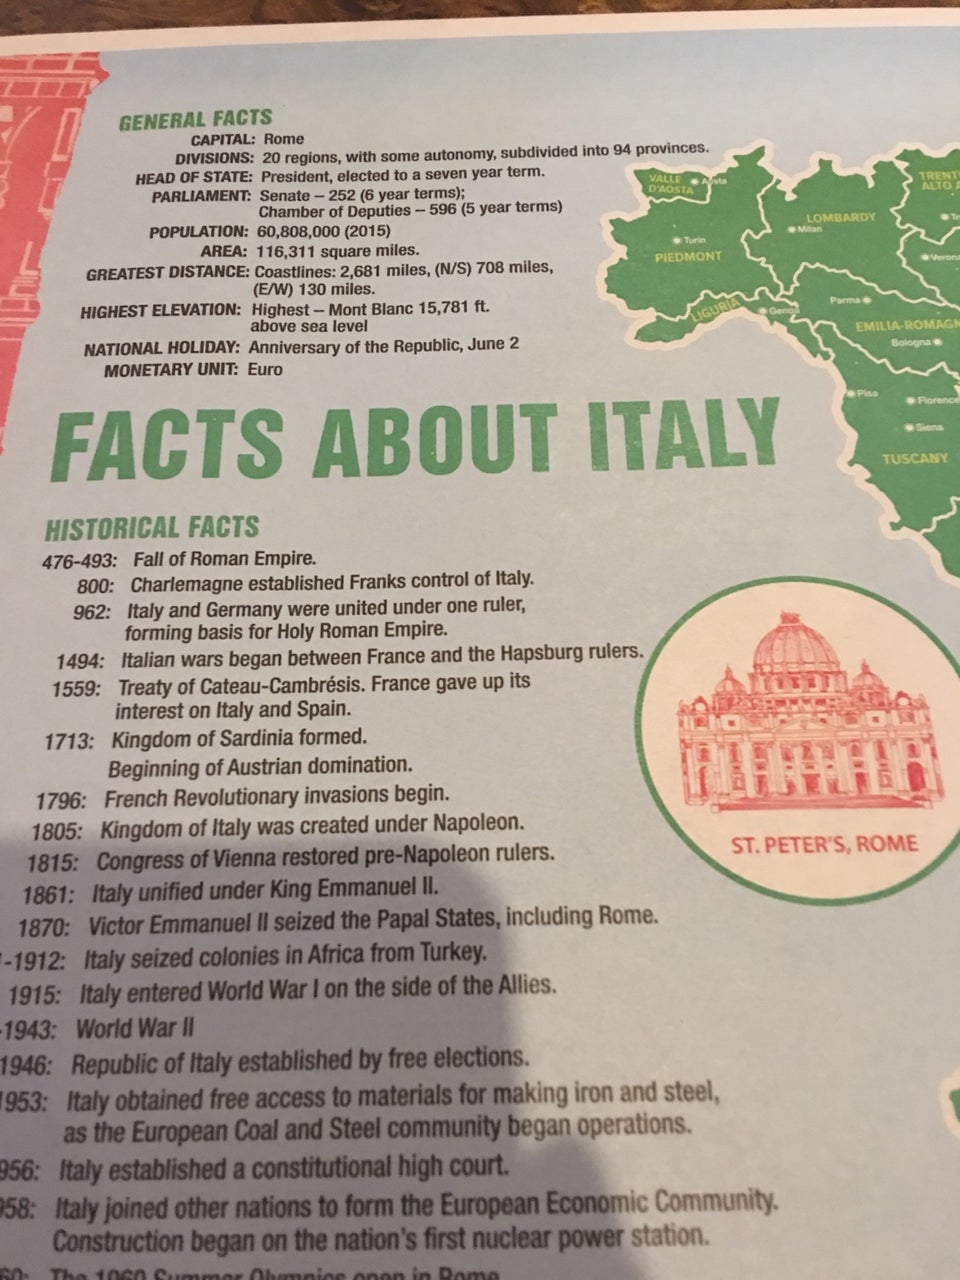 GENERAL FACTS
CAPITAL: Rome
DIVISIONS: 20 regions, with some autonomy, subdivided into 94 provinces.
HEAD OF STATE: President, elected to a seven year term.
PARLIAMENT: Senate – 252 (6 year terms);
Chamber of Deputies – 596 (5 year terms)
POPULATION: 60,808,000 (2015)
AREA: 116,311 square miles.
GREATEST DISTANCE: Coastlines: 2,681 miles, (N/S) 708 miles,
(E/W) 130 miles.
HIGHEST ELEVATION: Highest – Mont Blanc 15,781 ft.
above sea level
NATIONAL HOLIDAY: Anniversary of the Republic, June 2
MONETARY UNIT: Euro
VALLE
D'AOSTA
Aosta
TRENT
ALTO A
LOMBARDY
Milan
Tr
Turin
PIEDMONT
Verona
LIGURIA
Genoa
Parma
EMILIA-ROMAGN
Bologna
Pisa
Florence
Siena
TUSCANY
FACTS ABOUT ITALY
HISTORICAL FACTS
476-493: Fall of Roman Empire.
800: Charlemagne established Franks control of Italy.
962: Italy and Germany were united under one ruler,
forming basis for Holy Roman Empire.
1494: Italian wars began between France and the Hapsburg rulers.
1559: Treaty of Cateau-Cambrésis. France gave up its
interest on Italy and Spain.
1713: Kingdom of Sardinia formed.
Beginning of Austrian domination.
1796: French Revolutionary invasions begin.
1805: Kingdom of Italy was created under Napoleon.
1815: Congress of Vienna restored pre-Napoleon rulers.
1861: Italy unified under King Emmanuel II.
1870: Victor Emmanuel II seized the Papal States, including Rome.
-1912: Italy seized colonies in Africa from Turkey.
1915: Italy entered World War I on the side of the Allies.
-1943: World War II
1946: Republic of Italy established by free elections.
1953: Italy obtained free access to materials for making iron and steel,
as the European Coal and Steel community began operations.
956: Italy established a constitutional high court.
958: Italy joined other nations to form the European Economic Community.
Construction began on the nation's first nuclear power station.
60: The 1960 Summer Olympics open in Rome
ST. PETER'S, ROME